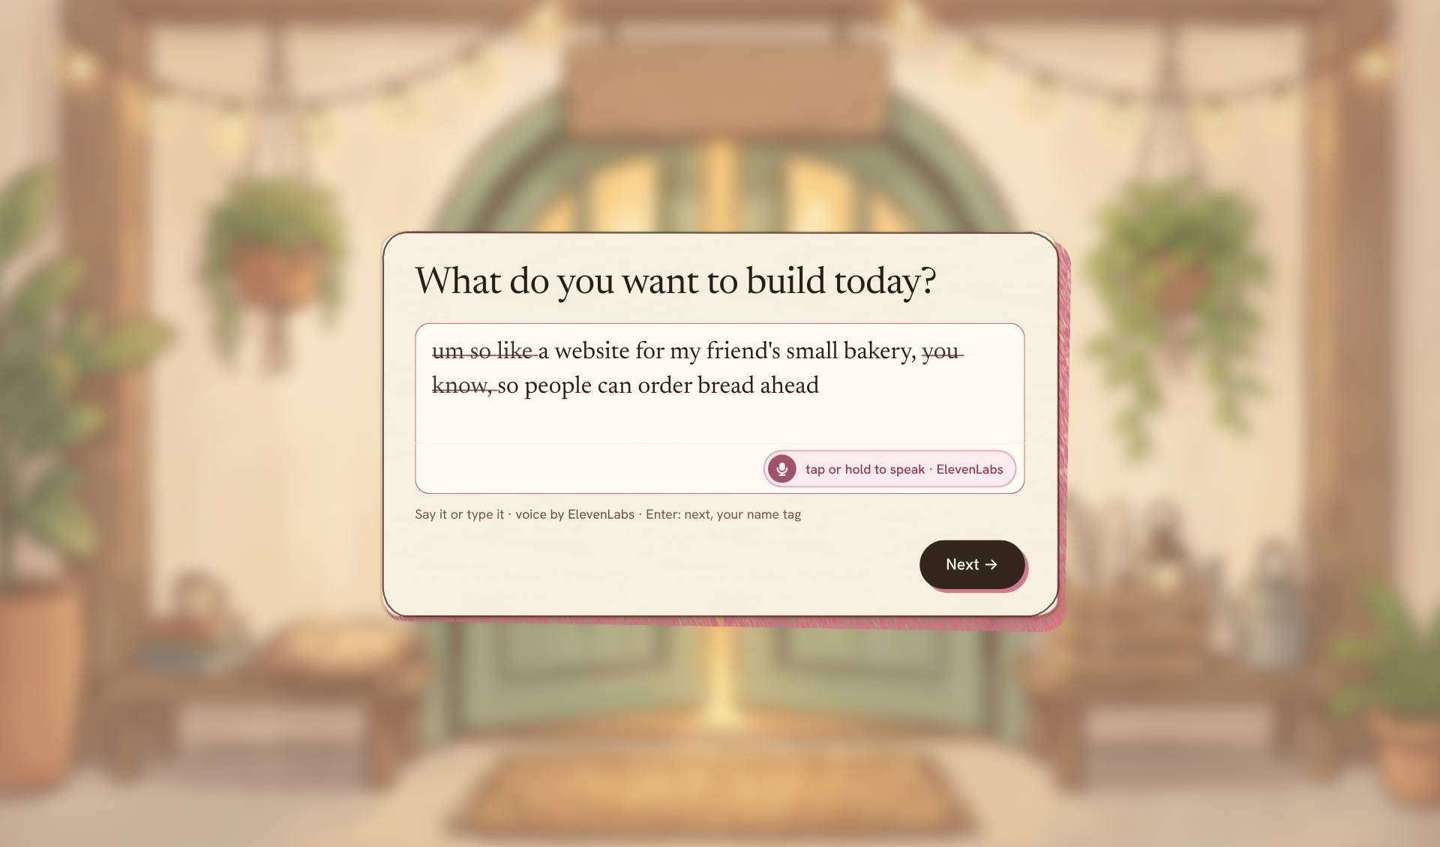 What do you want to build today?
um so like a website for my friend's small bakery, you
know, so people can order bread ahead
tap or hold to speak · ElevenLabs
Say it or type it · voice by ElevenLabs · Enter: next, your name tag
Next →